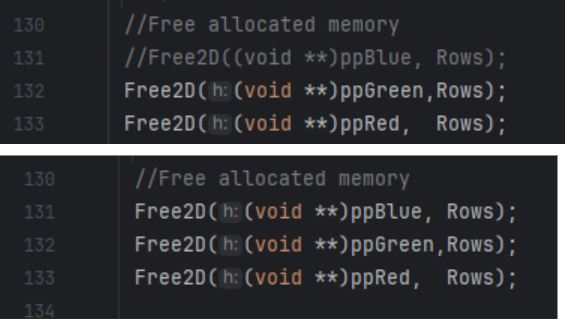 130 //Free allocated memory
131 //Free2D((void **)ppBlue, Rows);
132 Free2D( h: (void **)ppGreen,Rows);
133 Free2D( h: (void **)ppRed,  Rows);
130 //Free allocated memory
131 Free2D( h: (void **)ppBlue, Rows);
132 Free2D( h: (void **)ppGreen,Rows);
133 Free2D( h: (void **)ppRed,  Rows);
134